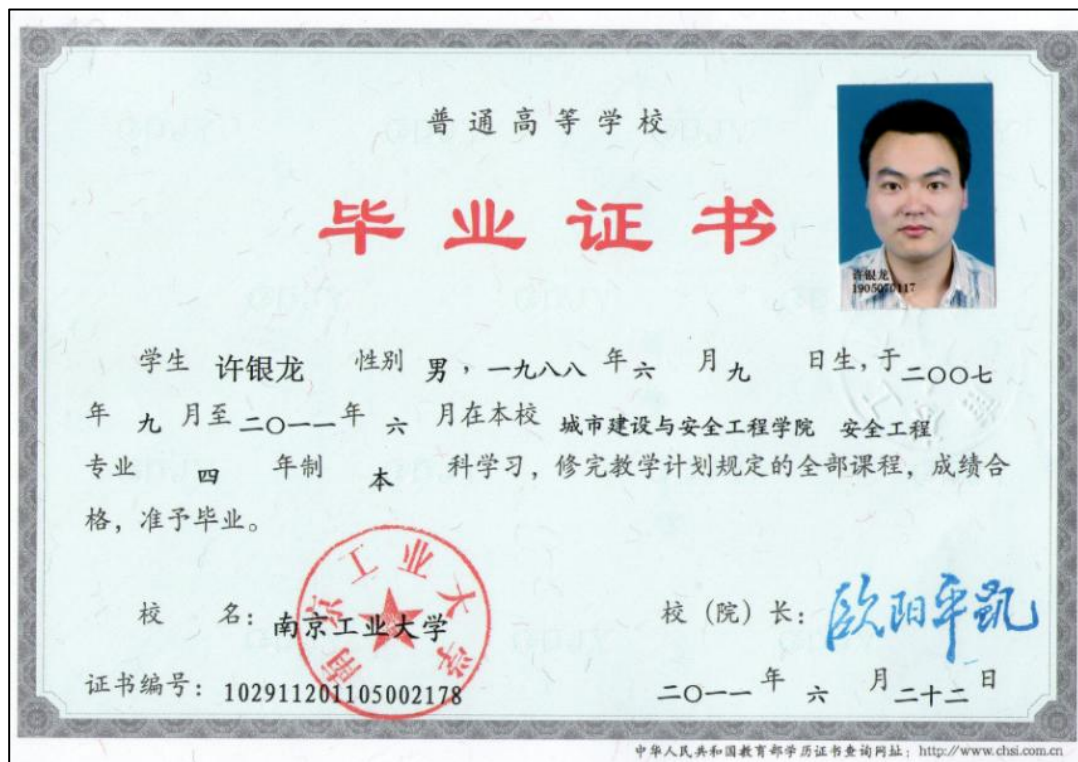 普通高等学校
毕业证书
许银龙
1905070117
学生 许银龙 性别 男，一九八八 年 六 月 九 日生，于 二〇〇七
年 九 月至 二〇一一 年 六 月在本校 城市建设与安全工程学院 安全工程
专业 四 年制 本 科学习，修完教学计划规定的全部课程，成绩合
格，准予毕业。
南京工业大学
校 名：南京工业大学
校（院）长：欧阳平凯
证书编号：102911201105002178
二〇一一 年 六 月 二十二 日
中华人民共和国教育部学历证书查询网址：http://www.chsi.com.cn